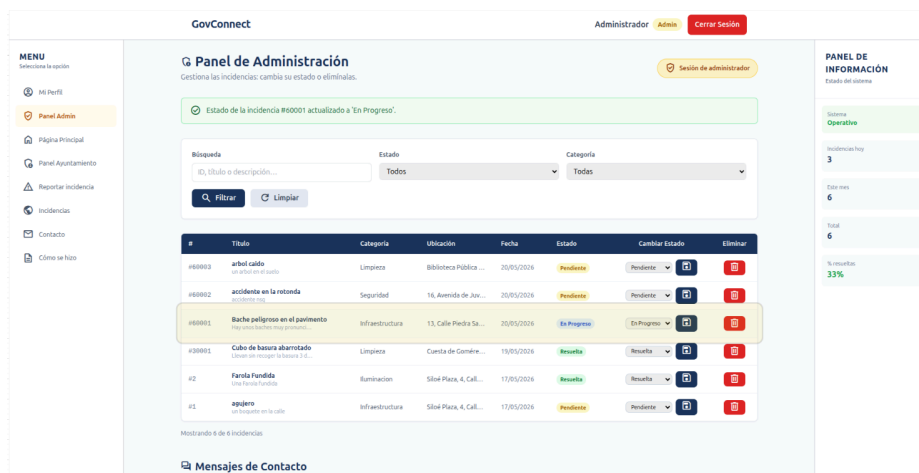 GovConnect
Administrador Admin Cerrar Sesión
MENU
Selecciona la opción
Mi Perfil
Panel Admin
Página Principal
Panel Ayuntamiento
Reportar incidencia
Incidencias
Contacto
Cómo se hizo
Panel de Administración
Gestiona las incidencias: cambia su estado o elimínalas.
Sesión de administrador
Estado de la incidencia #60001 actualizado a 'En Progreso'.
Búsqueda Estado Categoría
ID, título o descripción... Todos Todas
Filtrar Limpiar
# Título Categoría Ubicación Fecha Estado Cambiar Estado Eliminar
#60003 arbol caido Limpieza Biblioteca Pública ... 20/05/2026 Pendiente Pendiente
un arbol en el suelo
#60002 accidente en la rotonda Seguridad 16, Avenida de Juv... 20/05/2026 Pendiente Pendiente
accidente
#60001 Bache peligroso en el pavimento Infraestructura 13, Calle Piedra Sa... 20/05/2026 En Progreso En Progreso
Hay unos baches muy pronunci...
#30001 Cubo de basura abarrotado Limpieza Cuesta de Gomére... 19/05/2026 Resuelta Resuelta
Llevan sin recoger la basura 3 d...
#2 Farola Fundida Iluminacion Siloé Plaza, 4, Call... 17/05/2026 Resuelta Resuelta
Una farola fundida
#1 agujero Infraestructura Siloé Plaza, 4, Call... 17/05/2026 Pendiente Pendiente
un boquete en la calle
Mostrando 6 de 6 incidencias
Mensajes de Contacto
PANEL DE
INFORMACIÓN
Estado del sistema
Sistema
Operativo
Incidencias hoy
3
Este mes
6
Total
6
% resueltas
33%